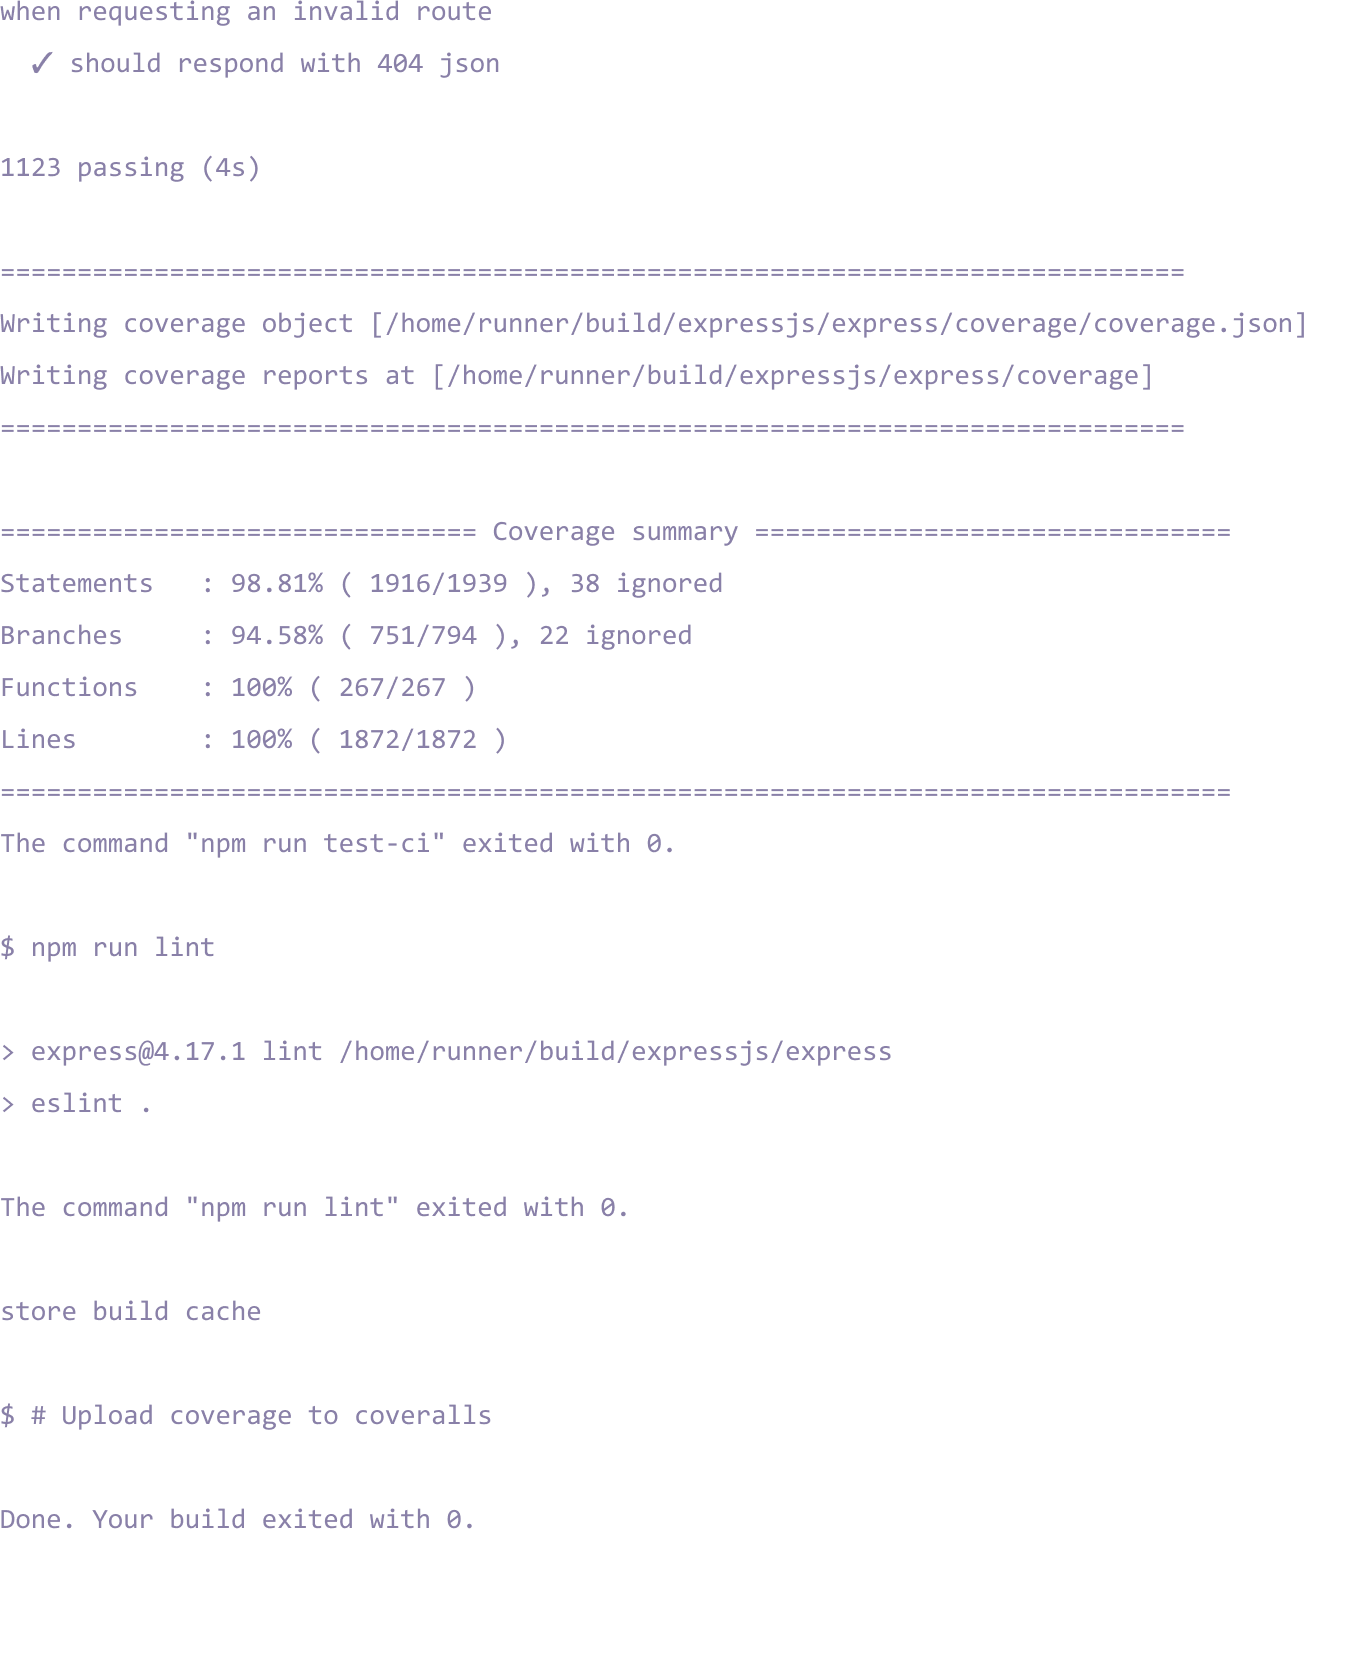 when requesting an invalid route
✓ should respond with 404 json
1123 passing (4s)
=============================================================================
Writing coverage object [/home/runner/build/expressjs/express/coverage/coverage.json]
Writing coverage reports at [/home/runner/build/expressjs/express/coverage]
=============================================================================
=============================== Coverage summary ===============================
Statements   : 98.81% ( 1916/1939 ), 38 ignored
Branches     : 94.58% ( 751/794 ), 22 ignored
Functions    : 100% ( 267/267 )
Lines        : 100% ( 1872/1872 )
================================================================================
The command "npm run test-ci" exited with 0.
$ npm run lint
> express@4.17.1 lint /home/runner/build/expressjs/express
> eslint .
The command "npm run lint" exited with 0.
store build cache
$ # Upload coverage to coveralls
Done. Your build exited with 0.